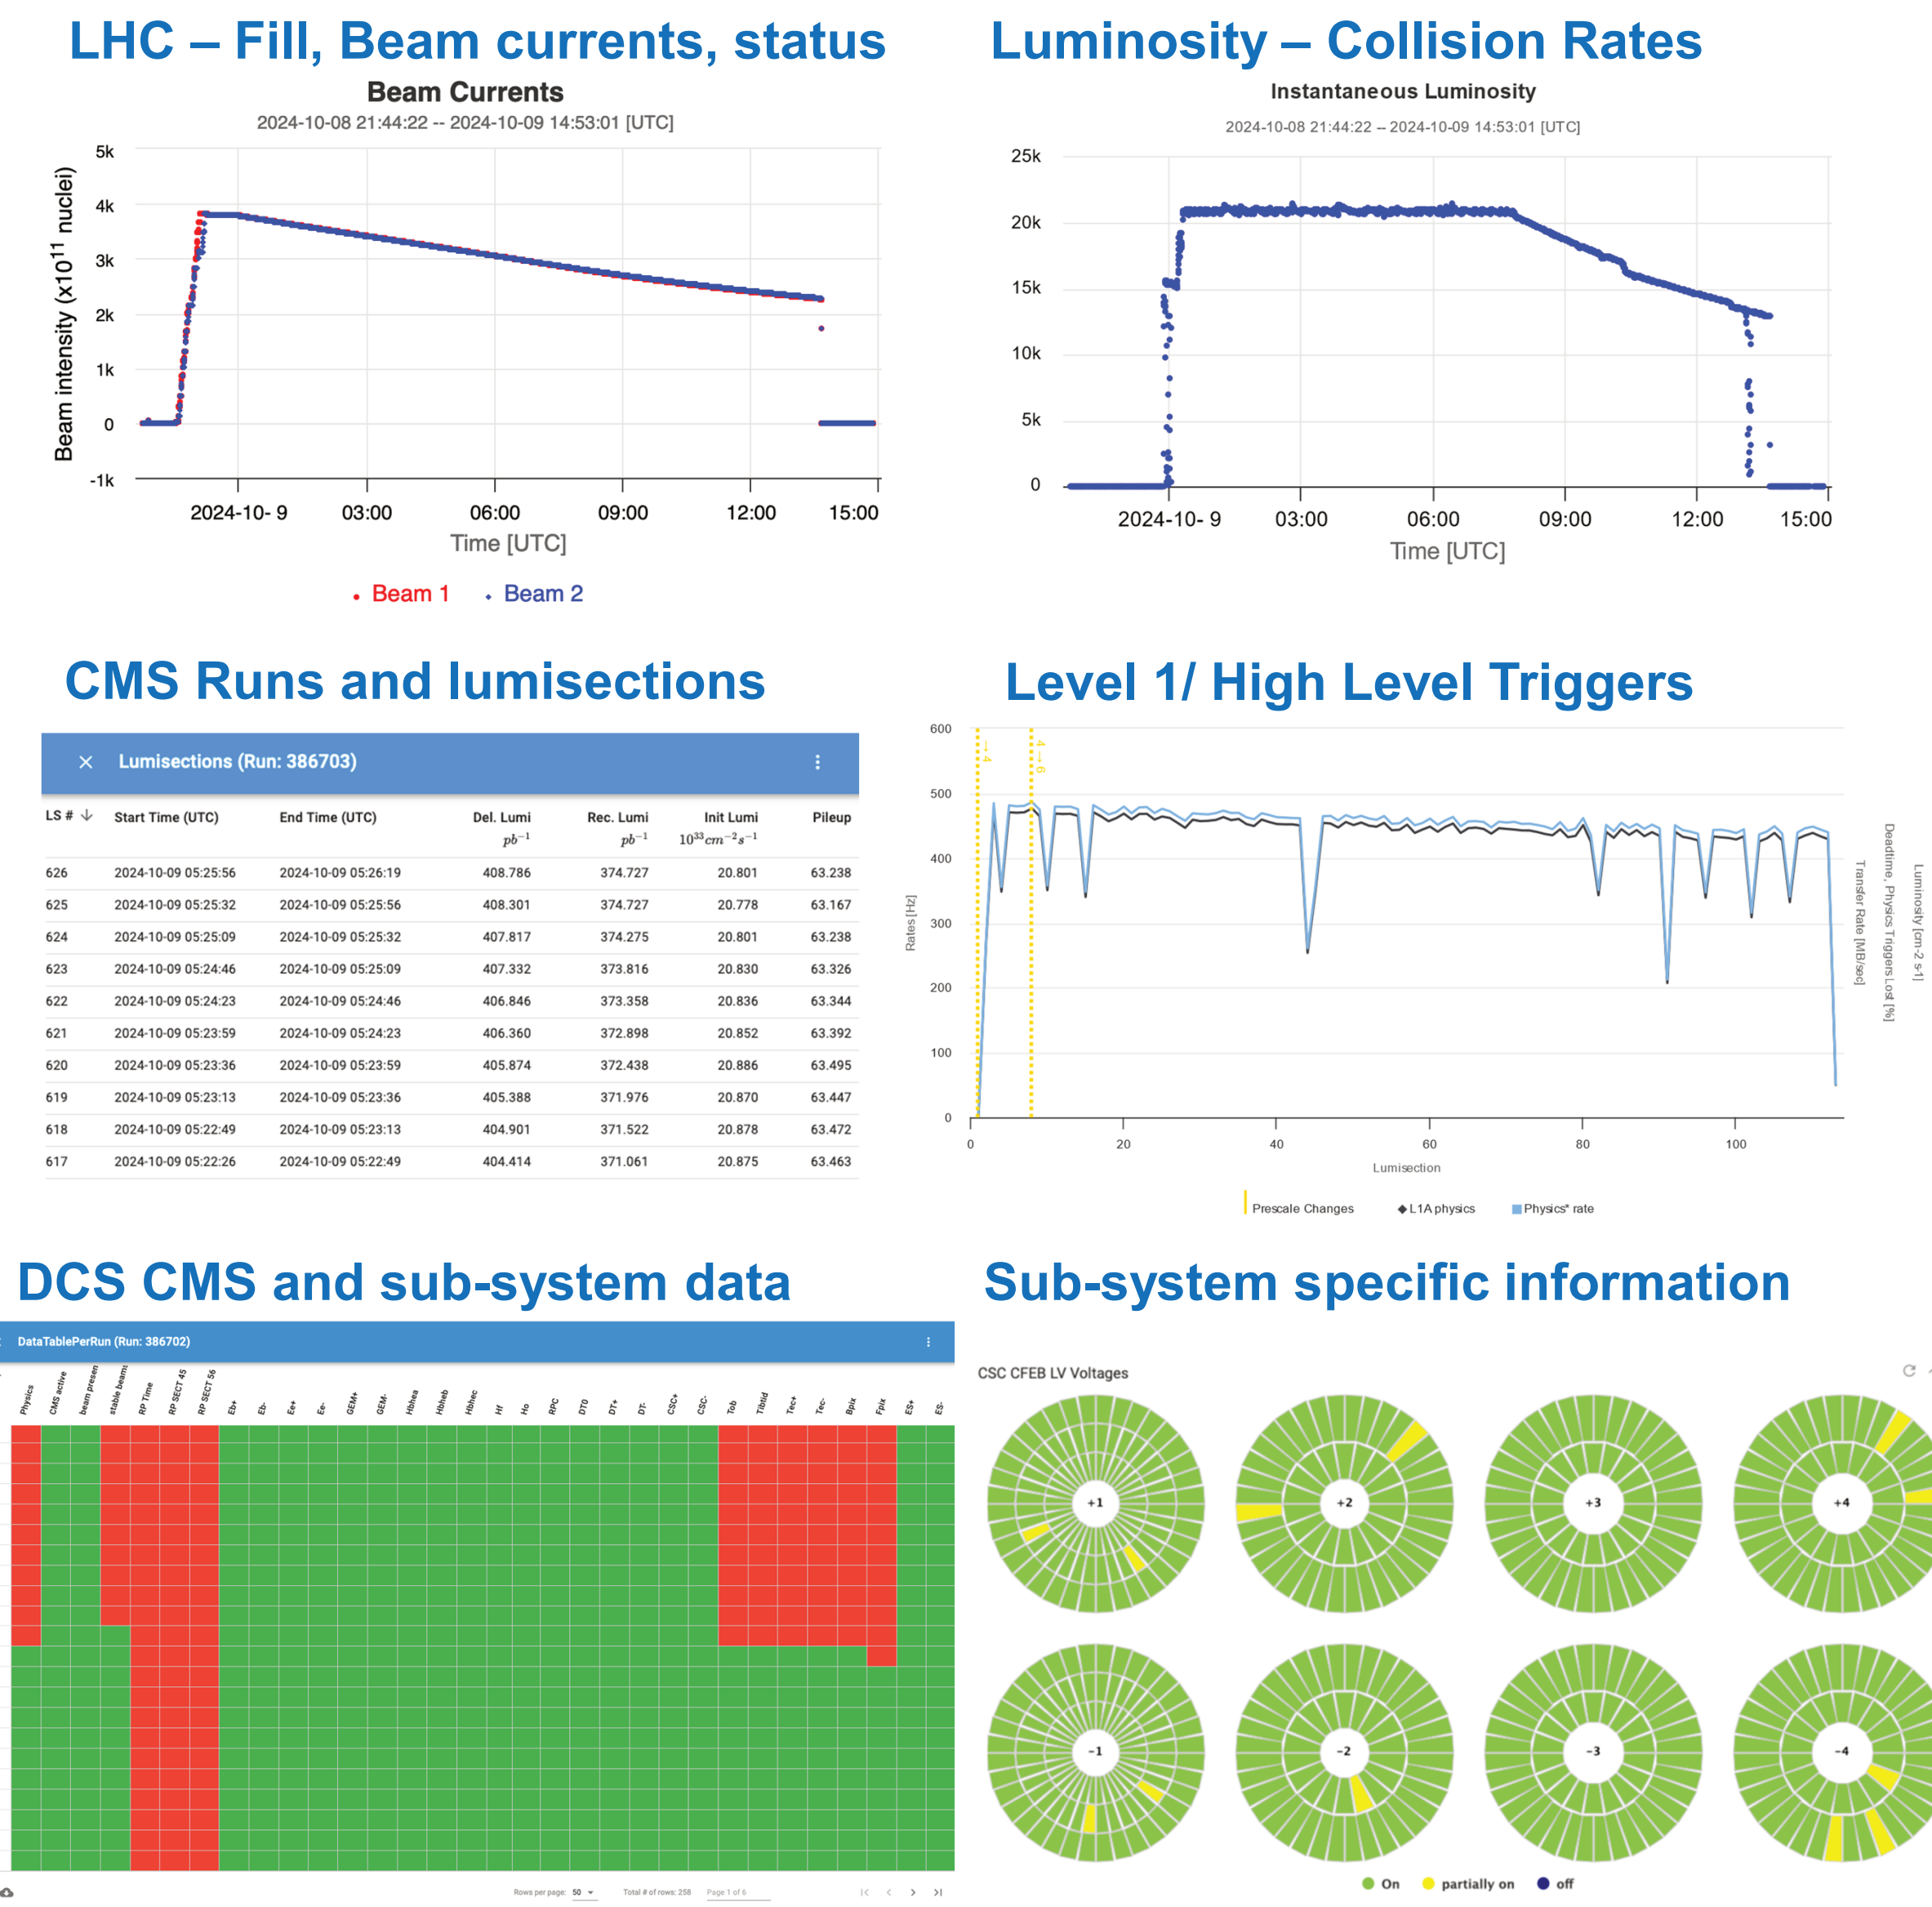 LHC – Fill, Beam currents, status
Beam Currents
2024-10-08 21:44:22 -- 2024-10-09 14:53:01 [UTC]
Beam intensity (x10¹¹ nuclei)
5k
4k
3k
2k
1k
0
-1k
2024-10- 9 03:00 06:00 09:00 12:00 15:00
Time [UTC]
Beam 1 Beam 2
Luminosity – Collision Rates
Instantaneous Luminosity
2024-10-08 21:44:22 -- 2024-10-09 14:53:01 [UTC]
25k
20k
15k
10k
5k
0
2024-10- 9 03:00 06:00 09:00 12:00 15:00
Time [UTC]
CMS Runs and lumisections
Lumisections (Run: 386703)
LS # Start Time (UTC) End Time (UTC) Del. Lumi Rec. Lumi Init Lumi Pileup
pb⁻¹ pb⁻¹ 10³³cm⁻²s⁻¹
626 2024-10-09 05:25:56 2024-10-09 05:26:19 408.786 374.727 20.801 63.238
625 2024-10-09 05:25:32 2024-10-09 05:25:56 408.301 374.727 20.778 63.167
624 2024-10-09 05:25:09 2024-10-09 05:25:32 407.817 374.275 20.801 63.238
623 2024-10-09 05:24:46 2024-10-09 05:25:09 407.332 373.816 20.830 63.326
622 2024-10-09 05:24:23 2024-10-09 05:24:46 406.846 373.358 20.836 63.344
621 2024-10-09 05:23:59 2024-10-09 05:24:23 406.360 372.898 20.852 63.392
620 2024-10-09 05:23:36 2024-10-09 05:23:59 405.874 372.438 20.886 63.495
619 2024-10-09 05:23:13 2024-10-09 05:23:36 405.388 371.976 20.870 63.447
618 2024-10-09 05:22:49 2024-10-09 05:23:13 404.901 371.522 20.878 63.472
617 2024-10-09 05:22:26 2024-10-09 05:22:49 404.414 371.061 20.875 63.463
Level 1/ High Level Triggers
→4
4→6
Rates [Hz]
600
500
400
300
200
100
0
0 20 40 60 80 100
Lumisection
Transfer Rate [MB/sec]
Deadtime, Physics Triggers Lost [%]
Luminosity [cm-2 s-1]
Prescale Changes L1A physics Physics* rate
DCS CMS and sub-system data
DataTablePerRun (Run: 386702)
Physics
CMS active
beam presen
stable beam
RP Time
RP SECT 45
RP SECT 56
Eb+
Eb-
Ee+
Ee-
GEM+
GEM-
Hbhea
Hbheb
Hbhec
Hf
Ho
RPC
DT0
DT+
DT-
CSC+
CSC-
Tob
Tibtid
Tec+
Tec-
Bpix
Fpix
ES+
ES-
Rows per page: 50 Total # of rows: 258 Page 1 of 6
Sub-system specific information
CSC CFEB LV Voltages
+1 +2 +3 +4
-1 -2 -3 -4
On partially on off